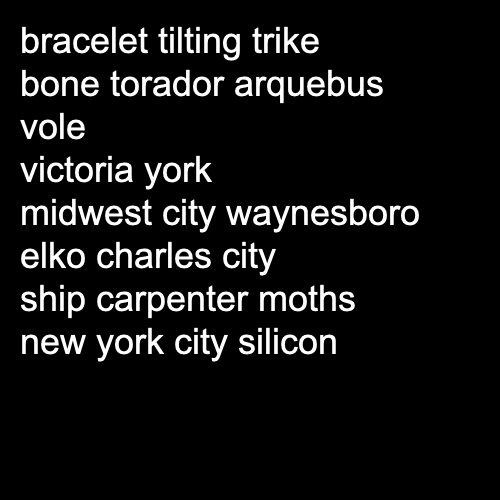 bracelet tilting trike
bone torador arquebus
vole
victoria york
midwest city waynesboro
elko charles city
ship carpenter moths
new york city silicon